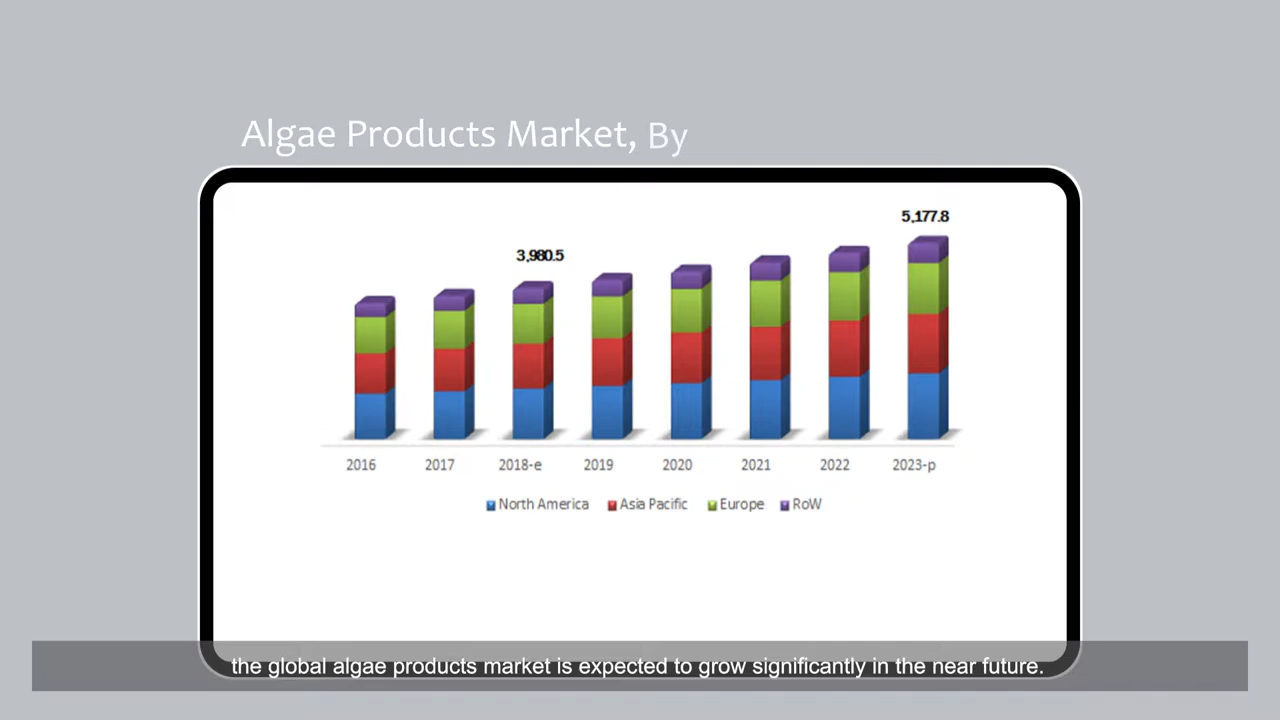 Algae Products Market, By
5,177.8
3,980.5
2016 2017 2018-e 2019 2020 2021 2022 2023-p
North America Asia Pacific Europe RoW
the global algae products market is expected to grow significantly in the near future.